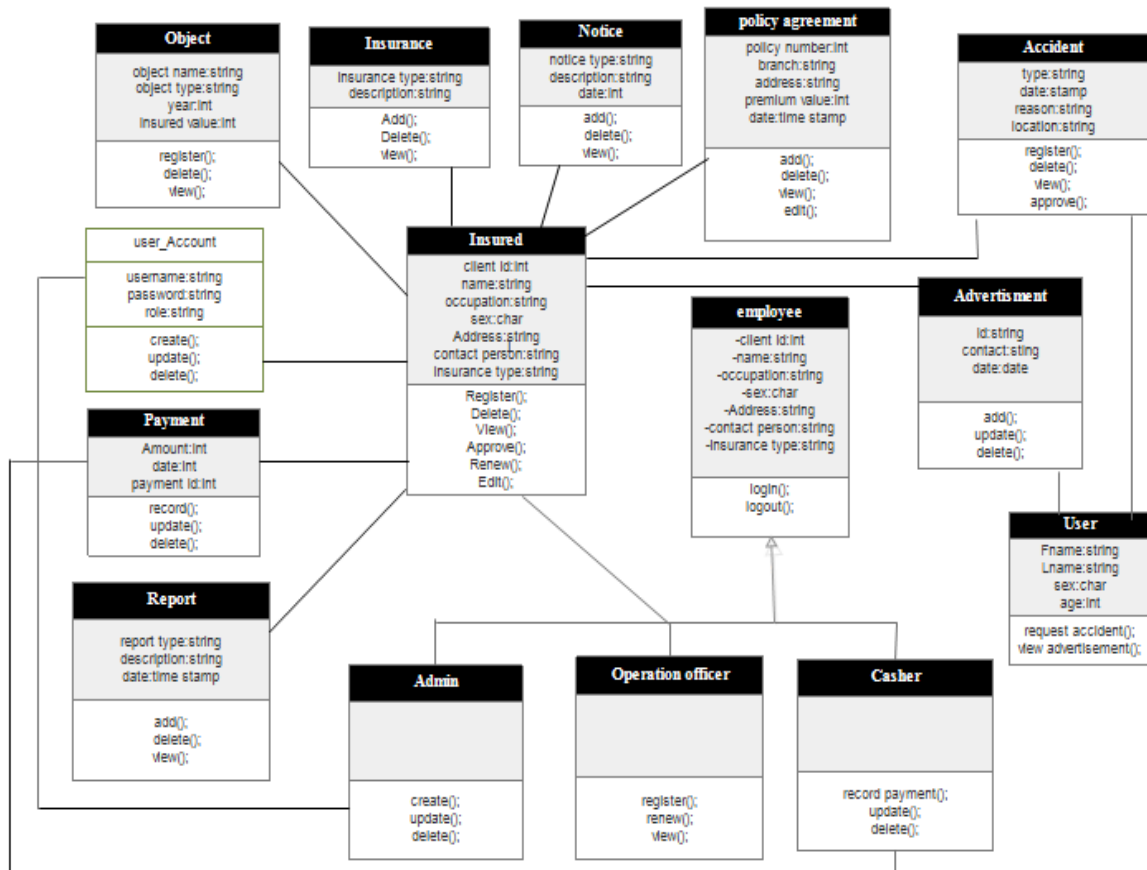 Object
object name:string
object type:string
year:int
insured value:int
register();
delete();
view();
Insurance
insurance type:string
description:string
Add();
Delete();
view();
Notice
notice type:string
description:string
date:int
add();
delete();
view();
policy agreement
policy number:int
branch:string
address:string
premium value:int
date:time stamp
add();
delete();
view();
edit();
Accident
type:string
date:stamp
reason:string
location:string
register();
delete();
view();
approve();
user_Account
username:string
password:string
role:string
create();
update();
delete();
Insured
client id:int
name:string
occupation:string
sex:char
Address:string
contact person:string
insurance type:string
Register();
Delete();
View();
Approve();
Renew();
Edit();
employee
-client id:int
-name:string
-occupation:string
-sex:char
-Address:string
-contact person:string
-insurance type:string
login();
logout();
Advertisment
id:string
contact:sting
date:date
add();
update();
delete();
Payment
Amount:int
date:int
payment id:int
record();
update();
delete();
User
Fname:string
Lname:string
sex:char
age:int
request accident();
view advertisement();
Report
report type:string
description:string
date:time stamp
add();
delete();
view();
Admin
create();
update();
delete();
Operation officer
register();
renew();
view();
Casher
record payment();
update();
delete();